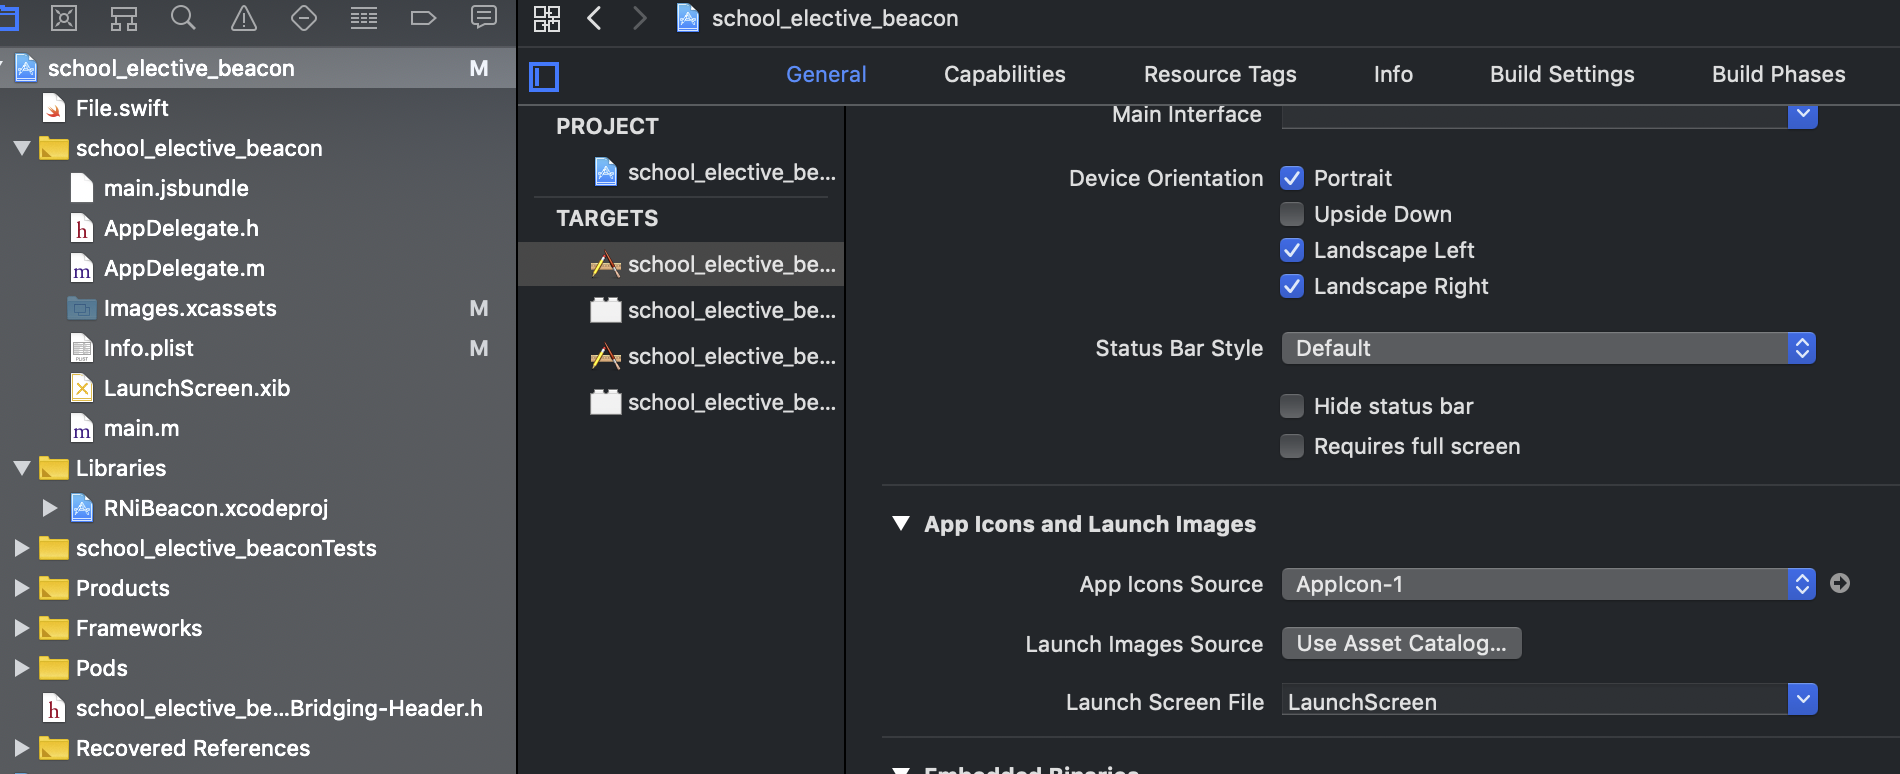 school_elective_beacon M
File.swift
school_elective_beacon
main.jsbundle
h AppDelegate.h
m AppDelegate.m
Images.xcassets M
PLIST Info.plist M
LaunchScreen.xib
m main.m
Libraries
RNiBeacon.xcodeproj
school_elective_beaconTests
Products
Frameworks
Pods
h school_elective_be...Bridging-Header.h
Recovered References
school_elective_beacon
General Capabilities Resource Tags Info Build Settings Build Phases
PROJECT
school_elective_be...
TARGETS
school_elective_be...
school_elective_be...
school_elective_be...
school_elective_be...
Main Interface
Device Orientation Portrait
Upside Down
Landscape Left
Landscape Right
Status Bar Style Default
Hide status bar
Requires full screen
App Icons and Launch Images
App Icons Source AppIcon-1
Launch Images Source Use Asset Catalog...
Launch Screen File LaunchScreen
Embedded Binaries